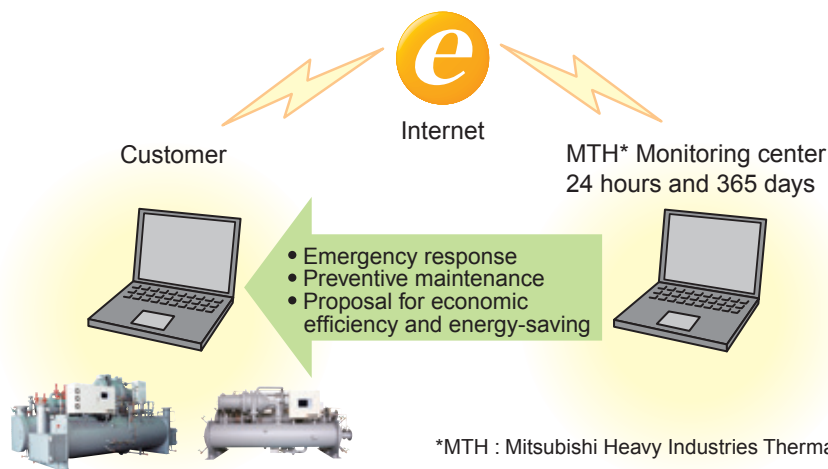 e
Internet
Customer
MTH* Monitoring center
24 hours and 365 days
• Emergency response
• Preventive maintenance
• Proposal for economic
efficiency and energy-saving
*MTH : Mitsubishi Heavy Industries Therma